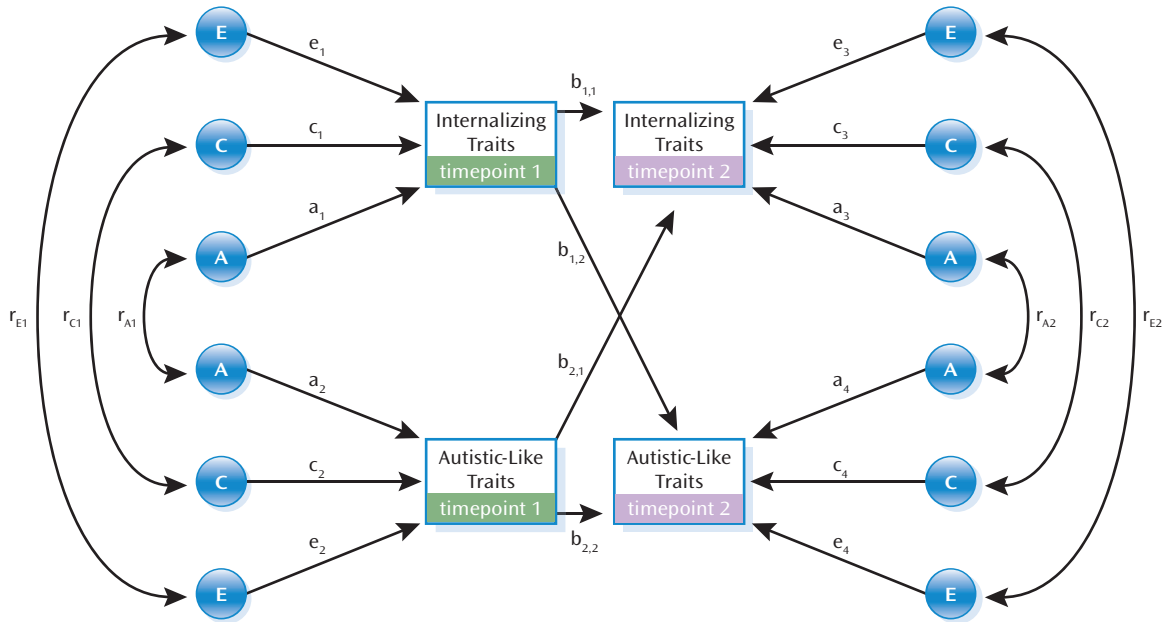 E
e1
e3
E
b1,1
C
c1
Internalizing
Traits
timepoint 1
Internalizing
Traits
timepoint 2
c3
C
a1
a3
A
b1,2
A
rE1
rC1
rA1
rA2
rC2
rE2
b2,1
A
a2
a4
A
C
c2
Autistic-Like
Traits
timepoint 1
Autistic-Like
Traits
timepoint 2
c4
C
b2,2
e2
e4
E
E